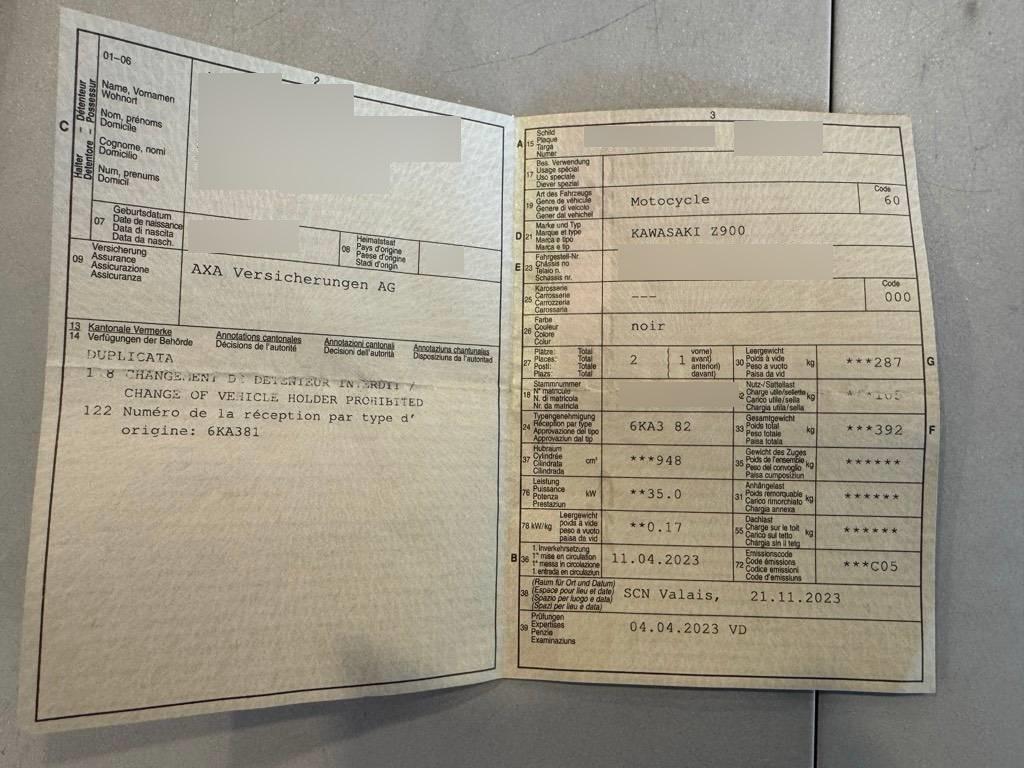 2
01–06
Halter – Détenteur
Detentore – Possessur
C
Name, Vornamen
Wohnort
Nom, prénoms
Domicile
Cognome, nomi
Domicilio
Num, prenums
Domicil
07 Geburtsdatum
Date de naissance
Data di nascita
Data da nasch.
08 Heimatstaat
Pays d'origine
Paese d'origine
Stadi d'origin
09 Versicherung
Assurance
Assicurazione
Assicuranza
AXA Versicherungen AG
13 Kantonale Vermerke Annotations cantonales Annotazioni cantonali Annotaziuns chantunalas
14 Verfügungen der Behörde Décisions de l'autorité Decisioni dell'autorità Disposiziuns da l'autoritad
DUPLICATA
CHANGEMENT DE DETENTEUR INTERDIT /
CHANGE OF VEHICLE HOLDER PROHIBITED
122 Numéro de la réception par type d'
origine: 6KA381
3
A 15 Schild
Plaque
Targa
Numer
17 Bes. Verwendung
Usage spécial
Uso speciale
Diever spezial
19 Art des Fahrzeugs
Genre de véhicule
Genere di veicolo
Gener dal vehichel
Motocycle
Code
60
D 21 Marke und Typ
Marque et type
Marca e tipo
Marca e tip
KAWASAKI Z900
E 23 Fahrgestell-Nr.
Châssis no
Telaio n.
Schassis nr.
25 Karosserie
Carrosserie
Carrozzeria
Carossaria
---
Code
000
26 Farbe
Couleur
Colore
Colur
noir
27 Plätze: Total
Places: Total
Posti: Totale
Plazs: Total
2
1
vorne)
avant)
anteriori)
davant)
30 Leergewicht
Poids à vide
Peso a vuoto
Paisa da vid
kg
***287
G
18 Stammnummer
N° matricule
N. di matricola
Nr. da matricla
Nutz-/Sattellast
Charge utile/sellette
Carico utile/sella
Chargia utila/sella
kg
24 Typengenehmigung
Réception par type
Approvazione del tipo
Approvaziun dal tip
6KA3 82
33 Gesamtgewicht
Poids total
Peso totale
Paisa totala
kg
***392
F
37 Hubraum
Cylindrée
Cilindrata
Cilindrada
cm³
***948
35 Gewicht des Zuges
Poids de l'ensemble
Peso del convoglio
Paisa cumposiziun
kg
******
76 Leistung
Puissance
Potenza
Prestaziun
kW
**35.0
31 Anhängelast
Poids remorquable
Carico rimorchiato
Chargia annexa
kg
******
78 kW/kg
Leergewicht
poids à vide
peso a vuoto
paisa da vid
**0.17
55 Dachlast
Charge sur le toit
Carico sul tetto
Chargia sin il tetg
kg
******
B 36 1. Inverkehrsetzung
1re mise en circulation
1a messa in circolazione
1. entrada en circulaziun
11.04.2023
72 Emissionscode
Code émissions
Codice emissioni
Code d'emissiuns
***C05
38 (Raum für Ort und Datum)
(Espace pour lieu et date)
(Spazio per luogo e data)
(Spazi per lieu e data)
SCN Valais, 21.11.2023
39 Prüfungen
Expertises
Perizie
Examinaziuns
04.04.2023 VD